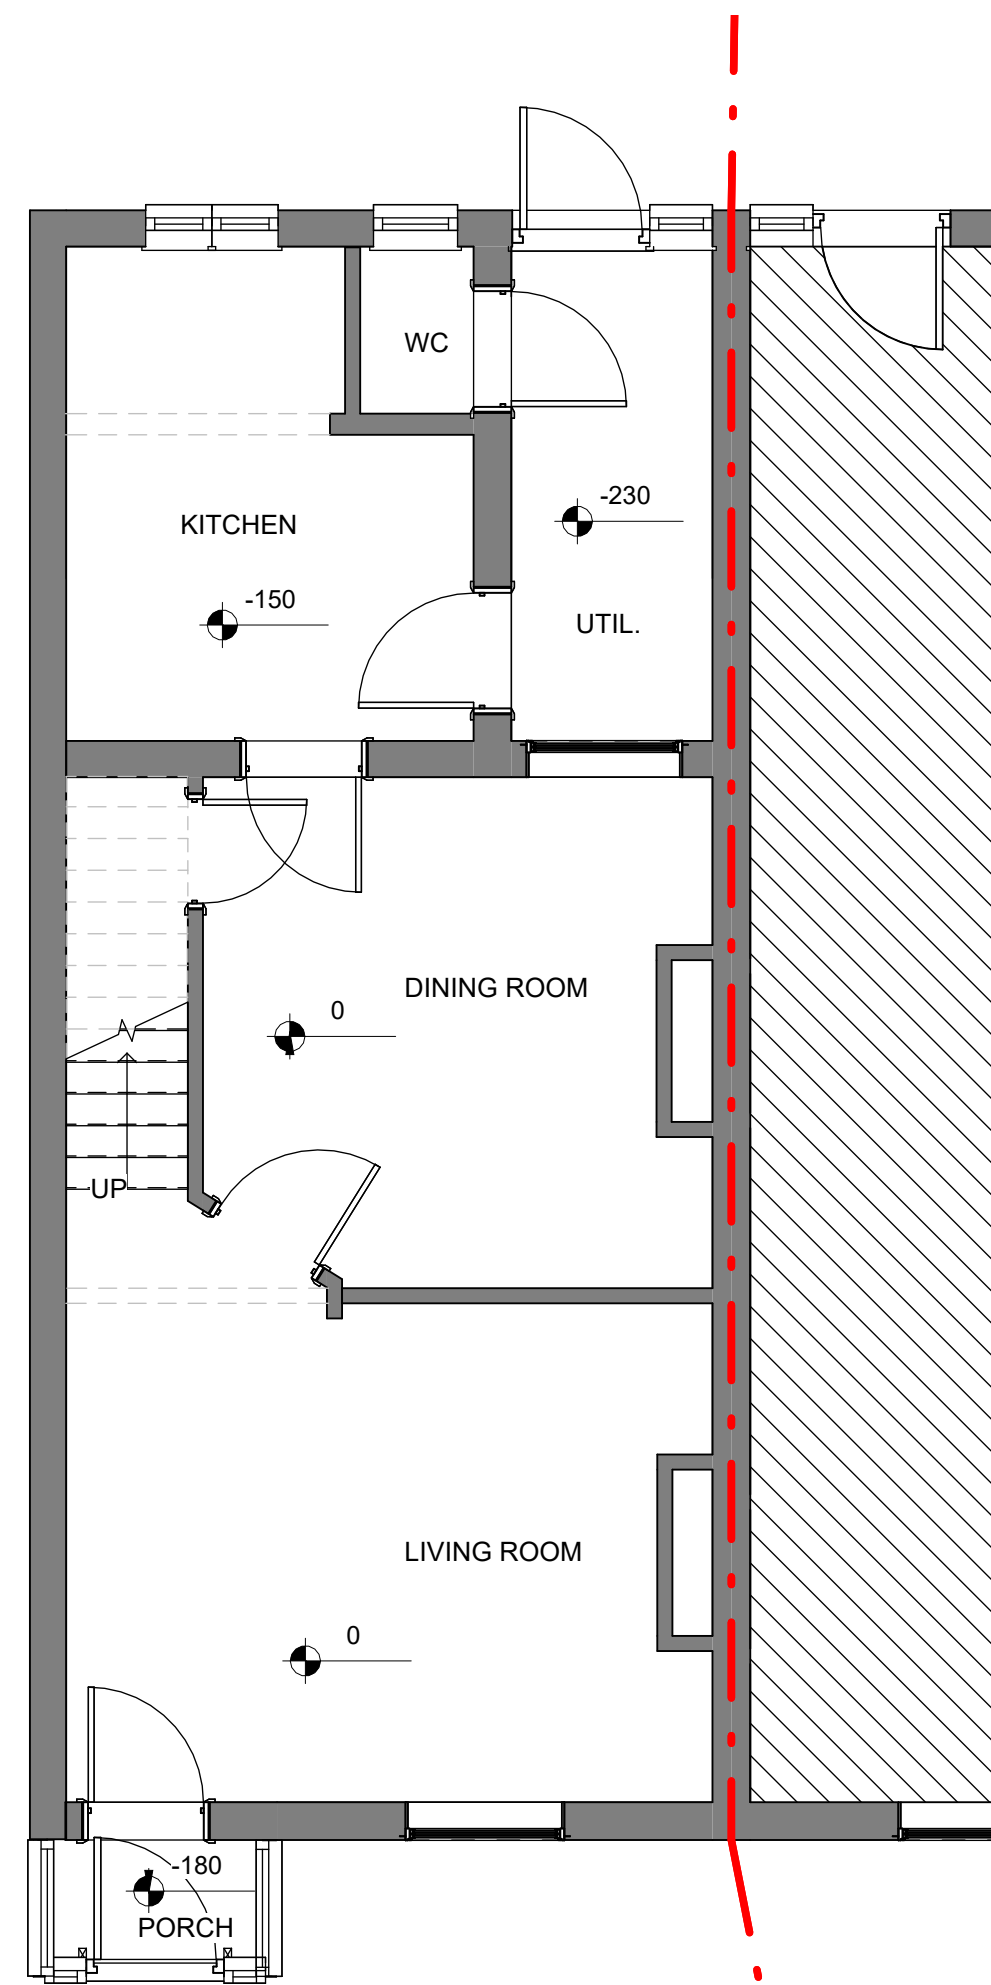 WC
-230
KITCHEN
-150
UTIL.
DINING ROOM
0
UP
LIVING ROOM
0
-180
PORCH